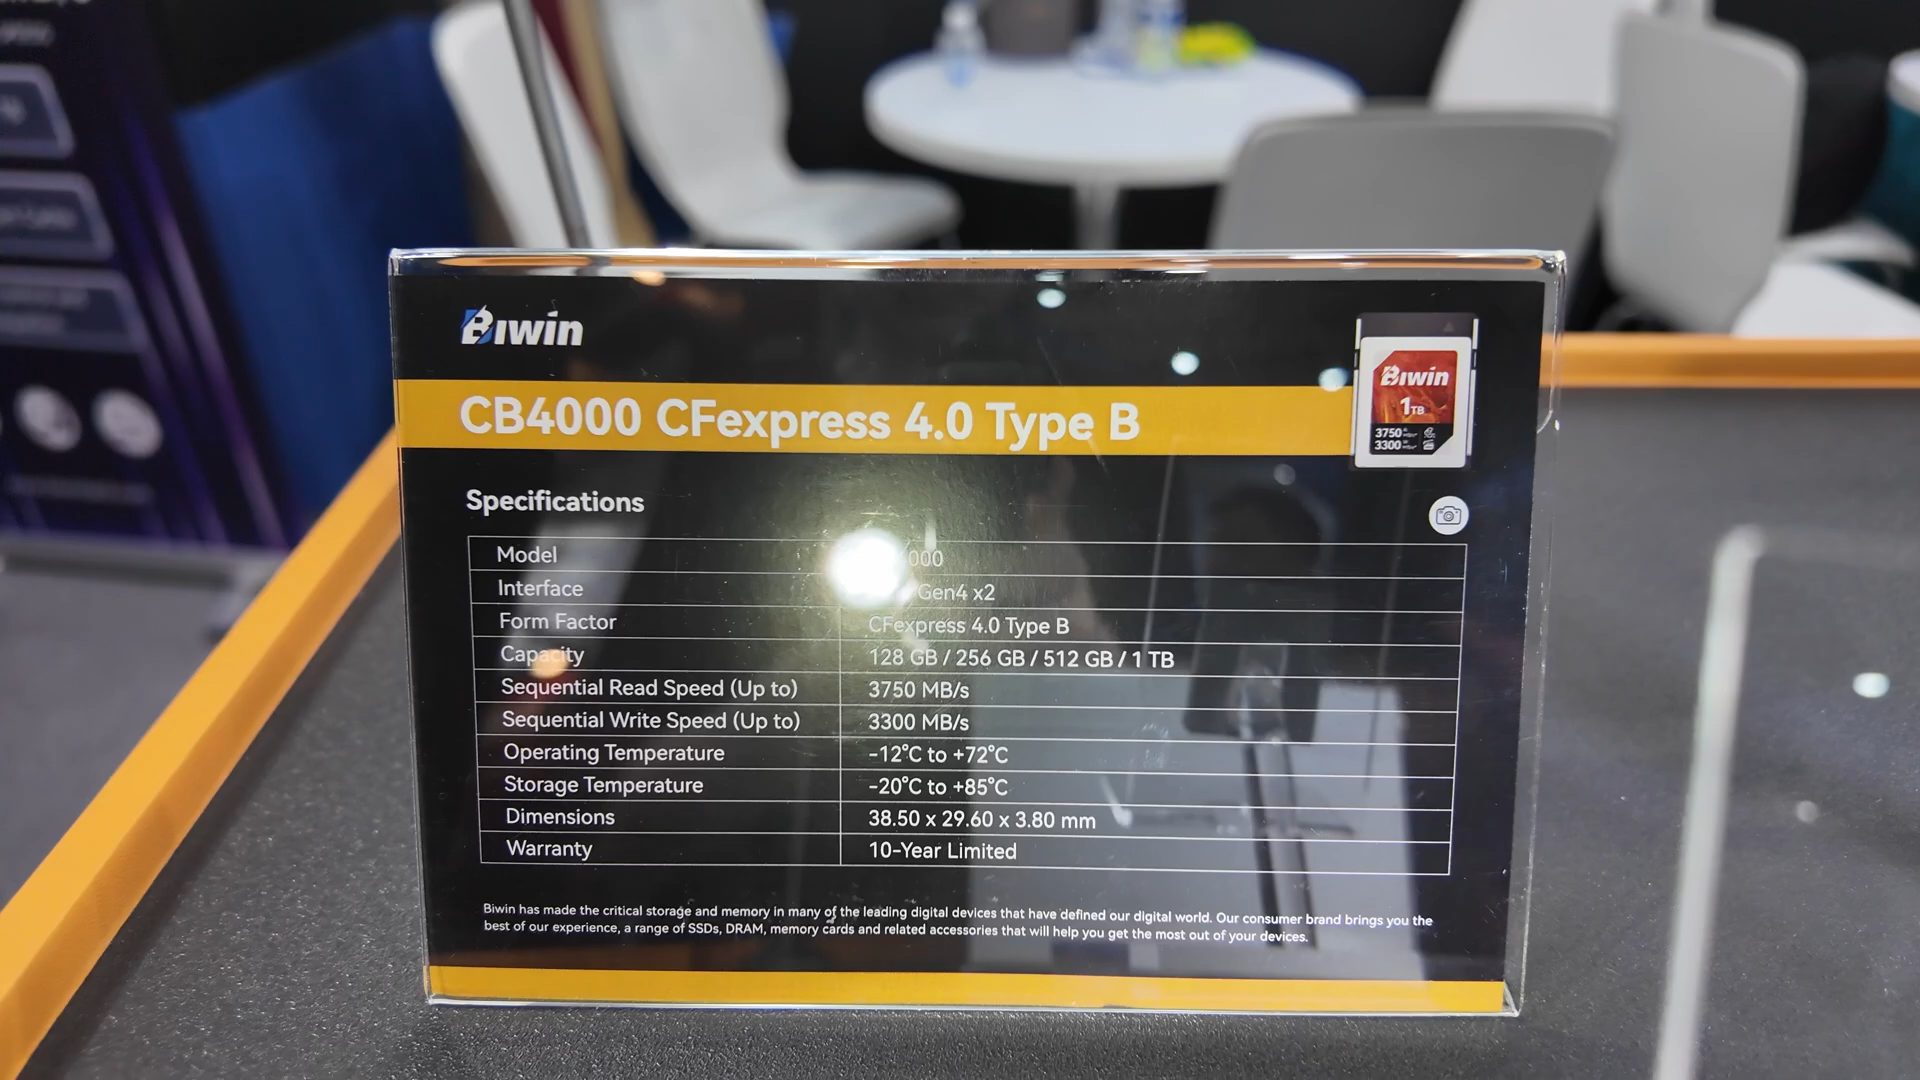 Biwin
CB4000 CFexpress 4.0 Type B
Biwin
1TB
3750
3300
Specifications
Model 000
Interface Gen4 x2
Form Factor CFexpress 4.0 Type B
Capacity 128 GB / 256 GB / 512 GB / 1 TB
Sequential Read Speed (Up to) 3750 MB/s
Sequential Write Speed (Up to) 3300 MB/s
Operating Temperature -12°C to +72°C
Storage Temperature -20°C to +85°C
Dimensions 38.50 x 29.60 x 3.80 mm
Warranty 10-Year Limited
Biwin has made the critical storage and memory in many of the leading digital devices that have defined our digital world. Our consumer brand brings you the
best of our experience, a range of SSDs, DRAM, memory cards and related accessories that will help you get the most out of your devices.